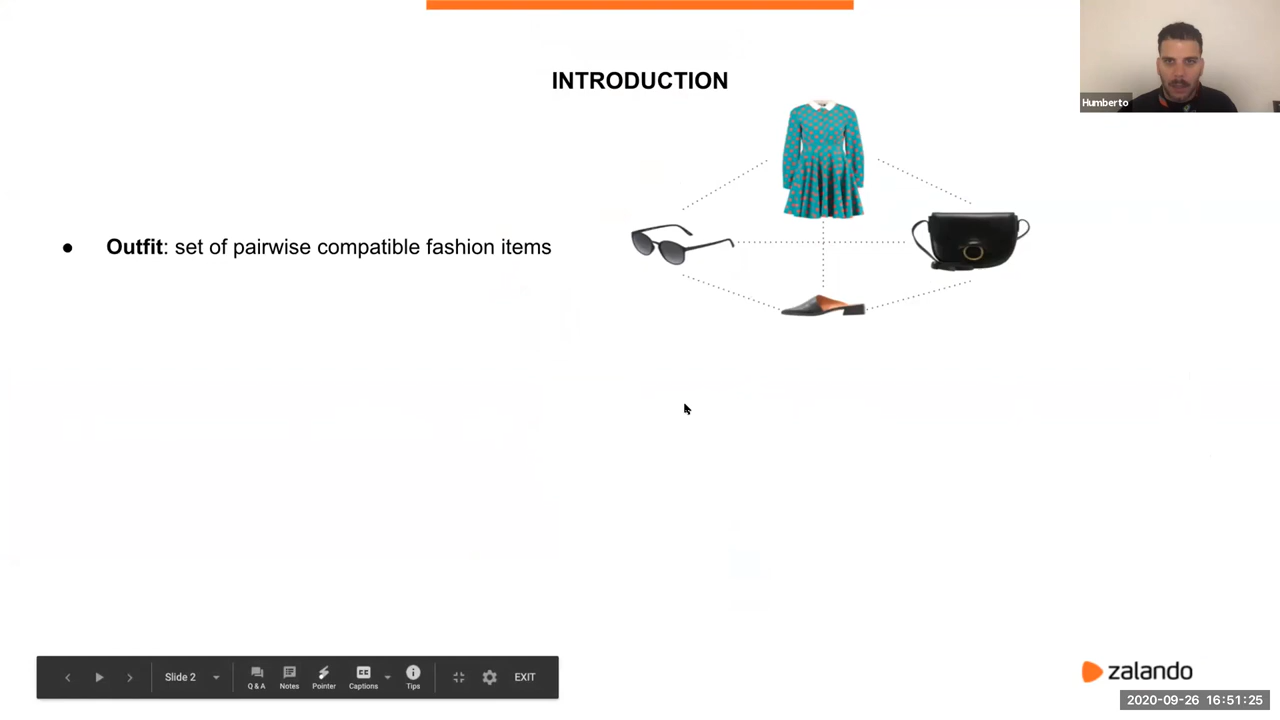 INTRODUCTION
Humberto
● Outfit: set of pairwise compatible fashion items
Slide 2
Q & A
Notes
Pointer
Captions
Tips
EXIT
zalando
2020-09-26 16:51:25